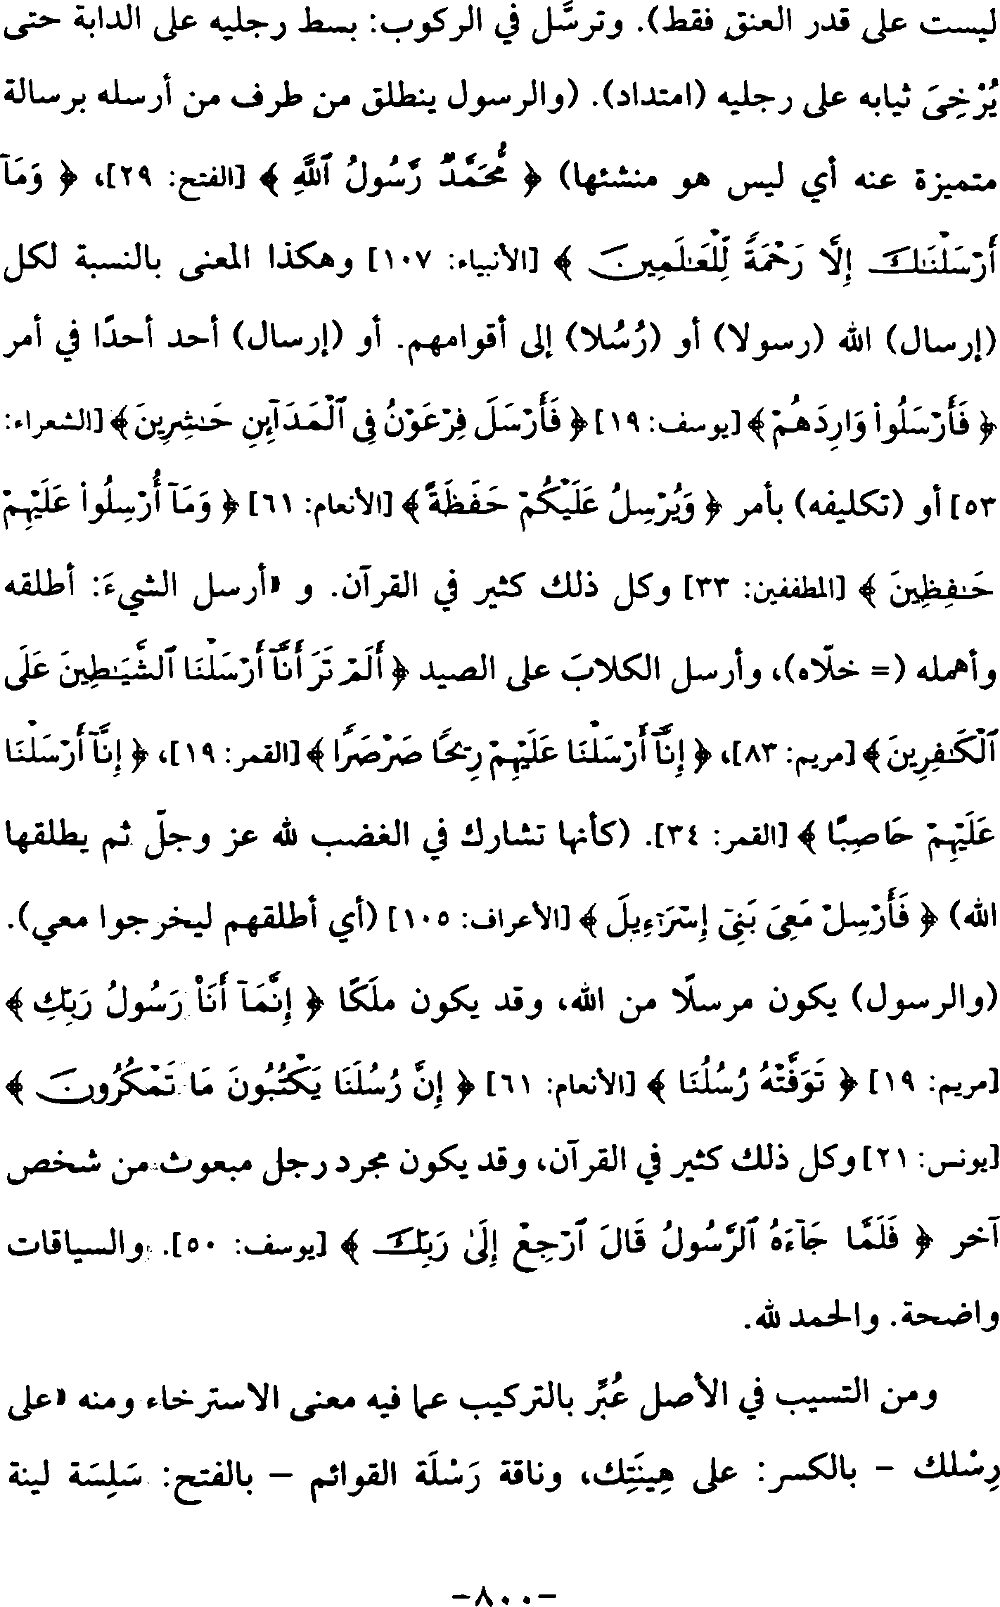 ليست على قدر العنق فقط). وترسَّل في الركوب: بسط رجليه على الدابة حتى
يُرْخِيَ ثيابه على رجليه (امتداد). (والرسول ينطلق من طرف من أرسله برسالة
متميزة عنه أي ليس هو منشئها) ﴿ مُّحَمَّدٌ رَّسُولُ ٱللَّهِ ﴾ [الفتح: ٢٩]، ﴿ وَمَآ
أَرْسَلْنَـٰكَ إِلَّا رَحْمَةً لِّلْعَـٰلَمِينَ ﴾ [الأنبياء: ١٠٧] وهكذا المعنى بالنسبة لكل
(إرسال) الله (رسولا) أو (رُسُلا) إلى أقوامهم. أو (إرسال) أحد أحدًا في أمر
﴿ فَأَرْسَلُوا۟ وَارِدَهُمْ﴾ [يوسف: ١٩] ﴿ فَأَرْسَلَ فِرْعَوْنُ فِى ٱلْمَدَآئِنِ حَـٰشِرِينَ﴾ [الشعراء:
٥٣] أو (تكليفه) بأمر ﴿ وَيُرْسِلُ عَلَيْكُمْ حَفَظَةً﴾ [الأنعام: ٦١] ﴿ وَمَآ أُرْسِلُوا۟ عَلَيْهِمْ
حَـٰفِظِينَ ﴾ [المطففين: ٣٣] وكل ذلك كثير في القرآن. و «أرسل الشيءَ: أطلقه
وأهمله (= خلّاه)، وأرسل الكلابَ على الصيد ﴿ أَلَمْ تَرَ أَنَّآ أَرْسَلْنَا ٱلشَّيَـٰطِينَ عَلَى
ٱلْكَـٰفِرِينَ﴾ [مريم: ٨٣]، ﴿ إِنَّآ أَرْسَلْنَا عَلَيْهِمْ رِيحًا صَرْصَرًا ﴾ [القمر: ١٩]، ﴿ إِنَّآ أَرْسَلْنَا
عَلَيْهِمْ حَاصِبًا ﴾ [القمر: ٣٤]. (كأنها تشارك في الغضب لله عز وجلّ ثم يطلقها
الله) ﴿ فَأَرْسِلْ مَعِىَ بَنِىٓ إِسْرَٰٓءِيلَ ﴾ [الأعراف: ١٠٥] (أي أطلقهم ليخرجوا معي).
(والرسول) يكون مرسلًا من الله، وقد يكون ملَكًا ﴿ إِنَّمَآ أَنَا۠ رَسُولُ رَبِّكِ ﴾
[مريم: ١٩] ﴿ تَوَفَّتْهُ رُسُلُنَا ﴾ [الأنعام: ٦١] ﴿ إِنَّ رُسُلَنَا يَكْتُبُونَ مَا تَمْكُرُونَ ﴾
[يونس: ٢١] وكل ذلك كثير في القرآن، وقد يكون مجرد رجل مبعوث من شخص
آخر ﴿ فَلَمَّا جَآءَهُ ٱلرَّسُولُ قَالَ ٱرْجِعْ إِلَىٰ رَبِّكَ ﴾ [يوسف: ٥٠]. والسياقات
واضحة. والحمد لله.
ومن التسيب في الأصل عُبِّر بالتركيب عما فيه معنى الاسترخاء ومنه «على
رِسْلك – بالكسر: على هِينَتِك، وناقة رَسْلَة القوائم – بالفتح: سَلِسَة لينة
-٨٠٠-